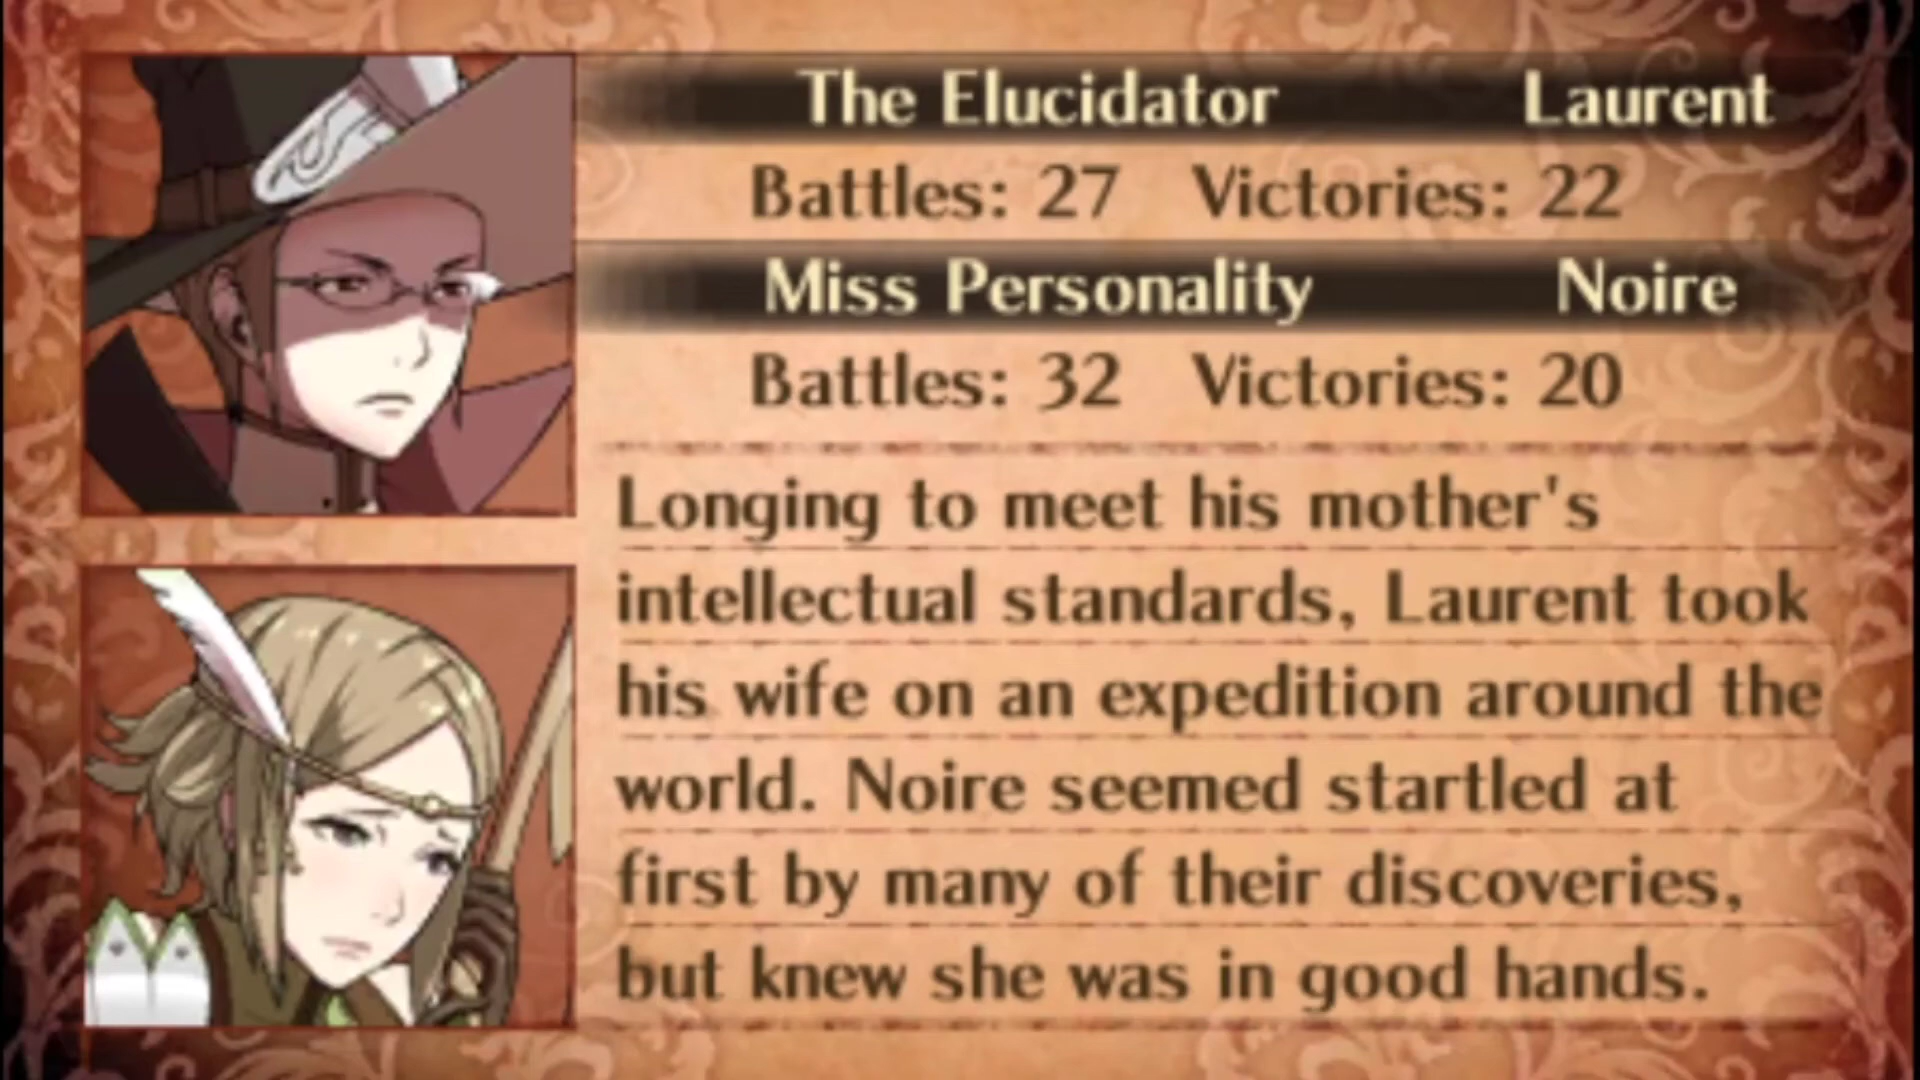 The Elucidator Laurent
Battles: 27 Victories: 22
Miss Personality Noire
Battles: 32 Victories: 20
Longing to meet his mother's
intellectual standards, Laurent took
his wife on an expedition around the
world. Noire seemed startled at
first by many of their discoveries,
but knew she was in good hands.